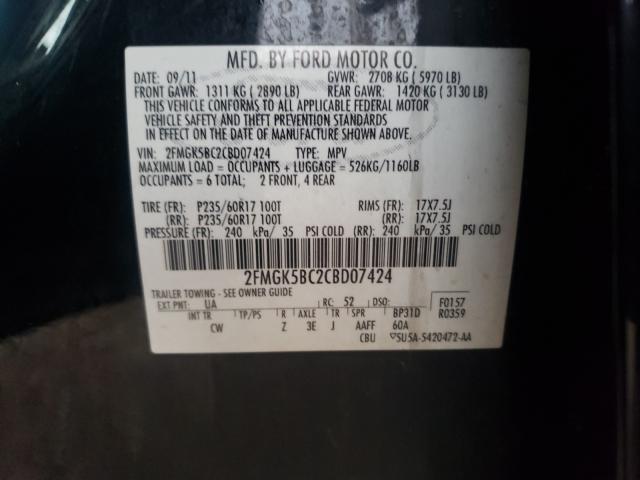 MFD. BY FORD MOTOR CO.
DATE: 09/11 GVWR: 2708 KG ( 5970 LB)
FRONT GAWR: 1311 KG ( 2890 LB) REAR GAWR: 1420 KG ( 3130 LB)
THIS VEHICLE CONFORMS TO ALL APPLICABLE FEDERAL MOTOR
VEHICLE SAFETY AND THEFT PREVENTION STANDARDS
IN EFFECT ON THE DATE OF MANUFACTURE SHOWN ABOVE.
VIN: 2FMGK5BC2CBD07424 TYPE: MPV
MAXIMUM LOAD = OCCUPANTS + LUGGAGE = 526KG/1160LB
OCCUPANTS = 6 TOTAL; 2 FRONT, 4 REAR
TIRE (FR): P235/60R17 100T RIMS (FR): 17X7.5J
(RR): P235/60R17 100T (RR): 17X7.5J
PRESSURE (FR): 240 kPa/ 35 PSI COLD (RR): 240 kPa/ 35 PSI COLD
2FMGK5BC2CBD07424
TRAILER TOWING - SEE OWNER GUIDE
EXT PNT: UA RC: 52 DSO: F0157
INT TR TP/PS R AXLE TR SPR BP31D R0359
CW Z 3E J AAFF 60A
CBU ▽SU5A-5420472-AA